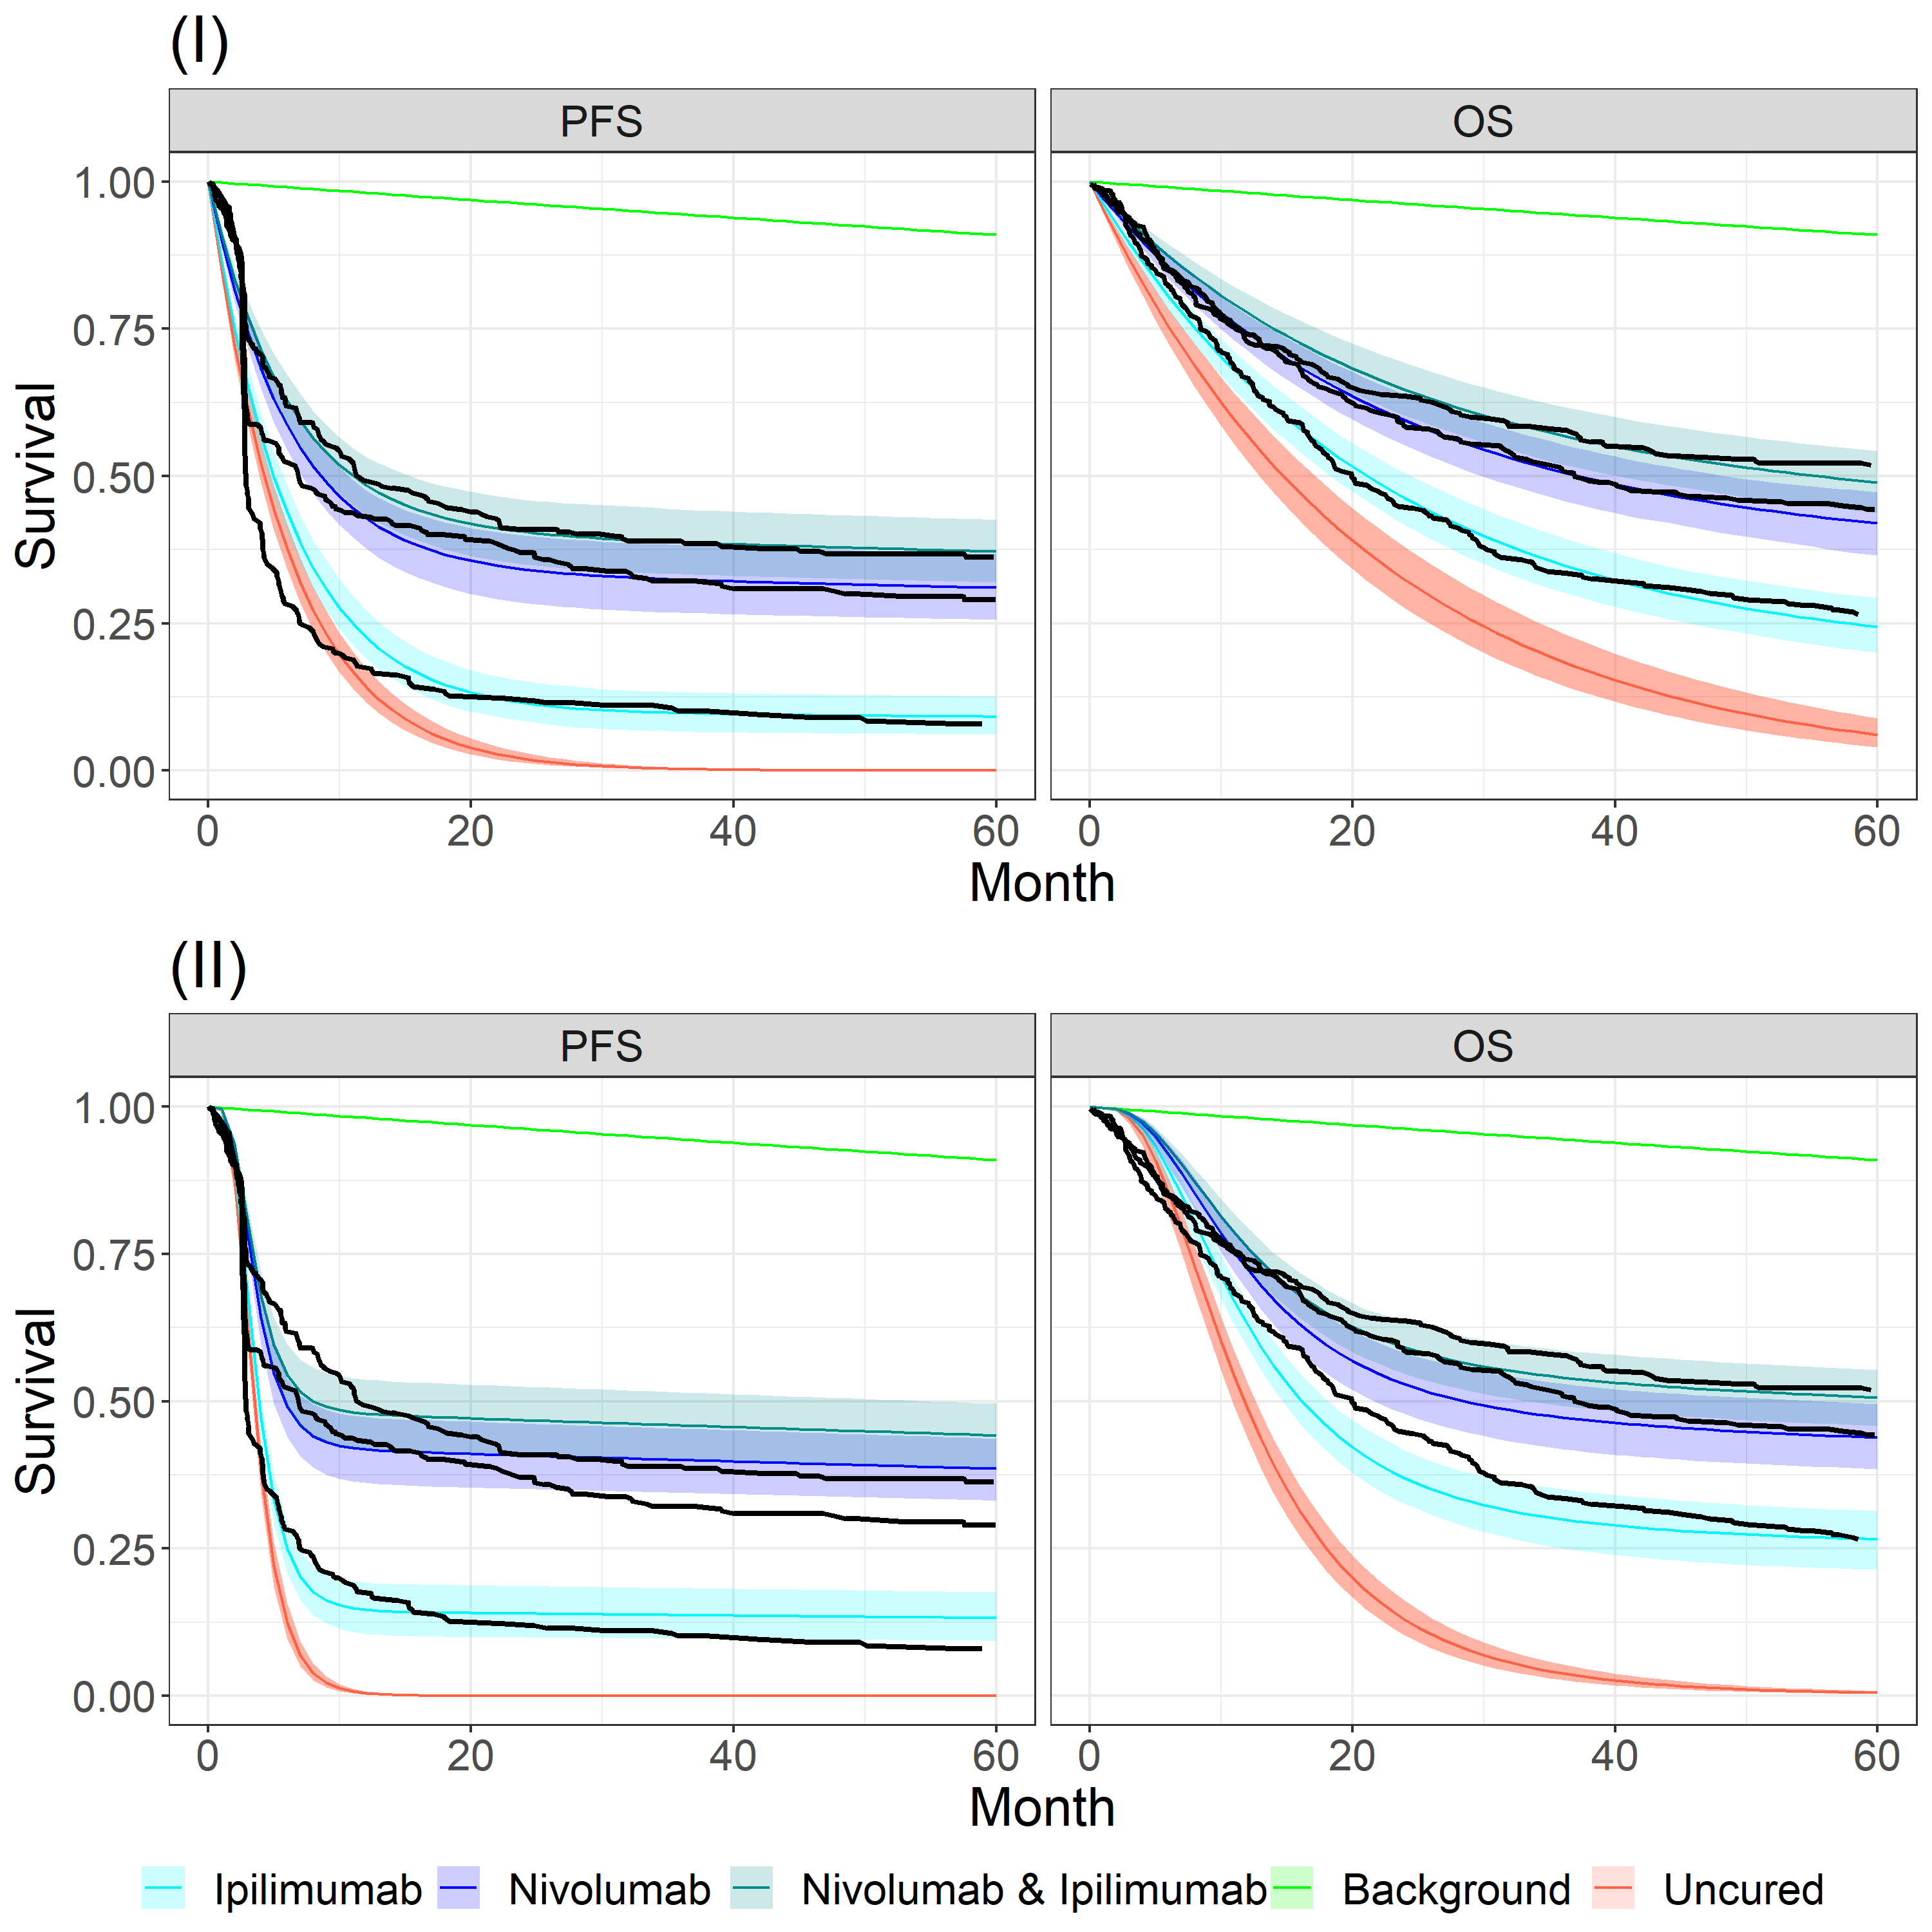 (I)
PFS OS
1.00
0.75
0.50
0.25
0.00
Survival
0 20 40 60 0 20 40 60
Month
(II)
PFS OS
1.00
0.75
0.50
0.25
0.00
Survival
0 20 40 60 0 20 40 60
Month
Ipilimumab Nivolumab Nivolumab & Ipilimumab Background Uncured